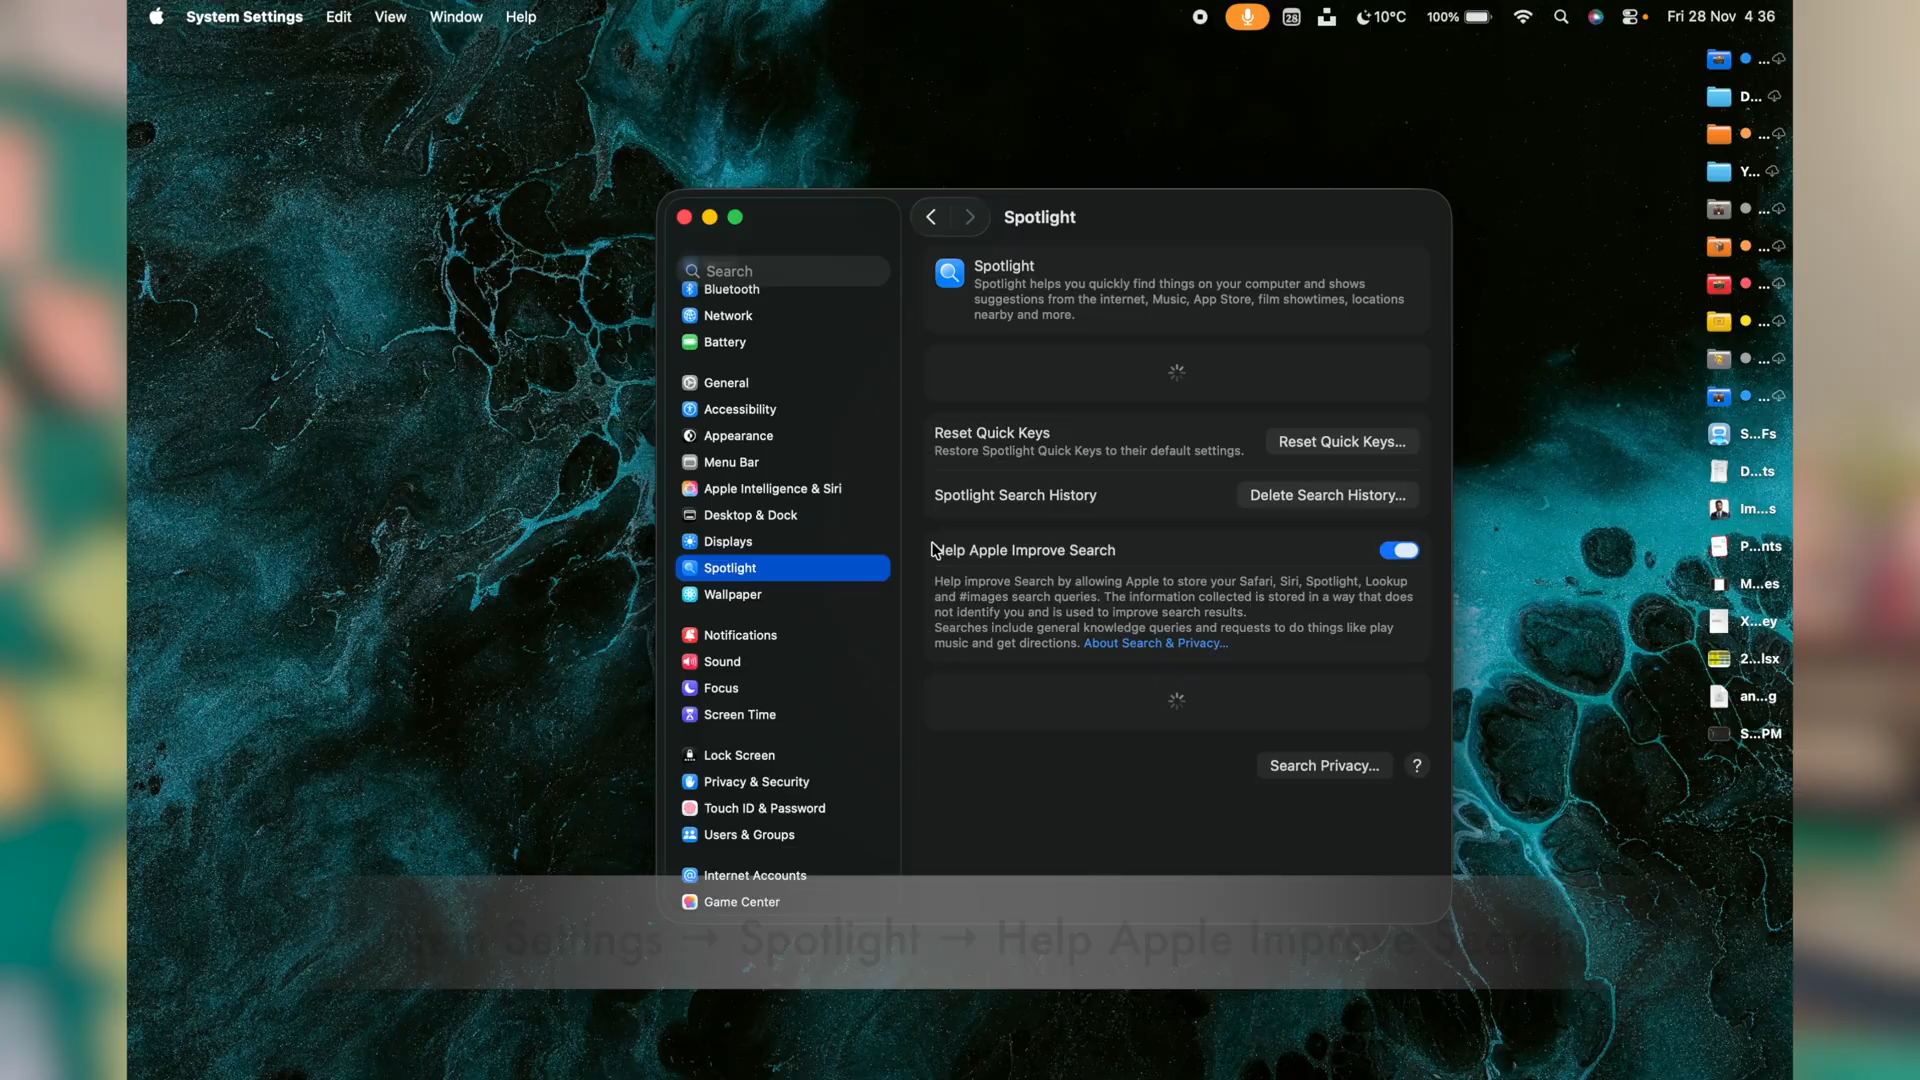 System Settings Edit View Window Help
28
10°C
100%
Fri 28 Nov 4 36
Spotlight
Search
Bluetooth
Network
Battery
General
Accessibility
Appearance
Menu Bar
Apple Intelligence & Siri
Desktop & Dock
Displays
Spotlight
Wallpaper
Notifications
Sound
Focus
Screen Time
Lock Screen
Privacy & Security
Touch ID & Password
Users & Groups
Internet Accounts
Game Center
Spotlight
Spotlight helps you quickly find things on your computer and shows
suggestions from the internet, Music, App Store, film showtimes, locations
nearby and more.
Reset Quick Keys
Restore Spotlight Quick Keys to their default settings.
Reset Quick Keys...
Spotlight Search History
Delete Search History...
Help Apple Improve Search
Help improve Search by allowing Apple to store your Safari, Siri, Spotlight, Lookup
and #images search queries. The information collected is stored in a way that does
not identify you and is used to improve search results.
Searches include general knowledge queries and requests to do things like play
music and get directions. About Search & Privacy...
Search Privacy...
?
...
D...
...
Y...
...
...
...
...
...
...
S...Fs
D...ts
Im...s
P...nts
M...es
X...ey
2...lsx
an...g
S...PM
Settings → Spotlight → Help Apple Improve Search